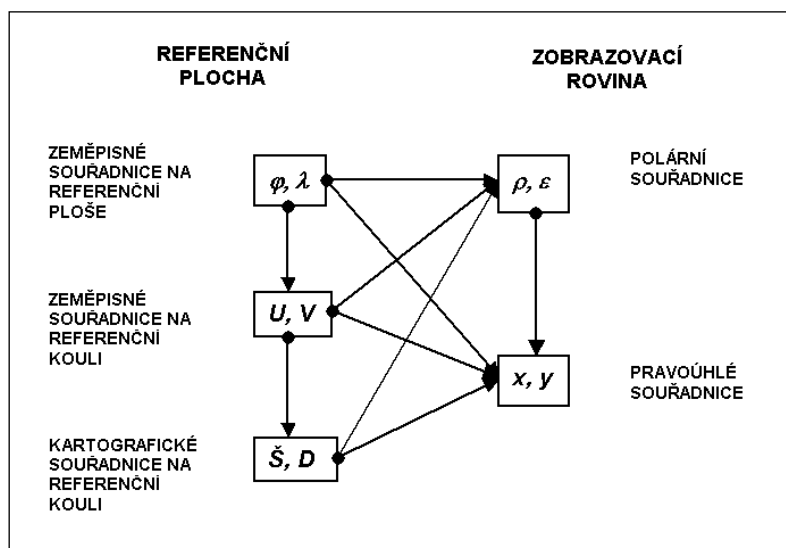 REFERENČNÍ
PLOCHA
ZOBRAZOVACÍ
ROVINA
ZEMĚPISNÉ
SOUŘADNICE NA
REFERENČNÍ
PLOŠE
φ, λ
ρ, ε
POLÁRNÍ
SOUŘADNICE
ZEMĚPISNÉ
SOUŘADNICE NA
REFERENČNÍ
KOULI
U, V
x, y
PRAVOÚHLÉ
SOUŘADNICE
KARTOGRAFICKÉ
SOUŘADNICE NA
REFERENČNÍ
KOULI
Š, D